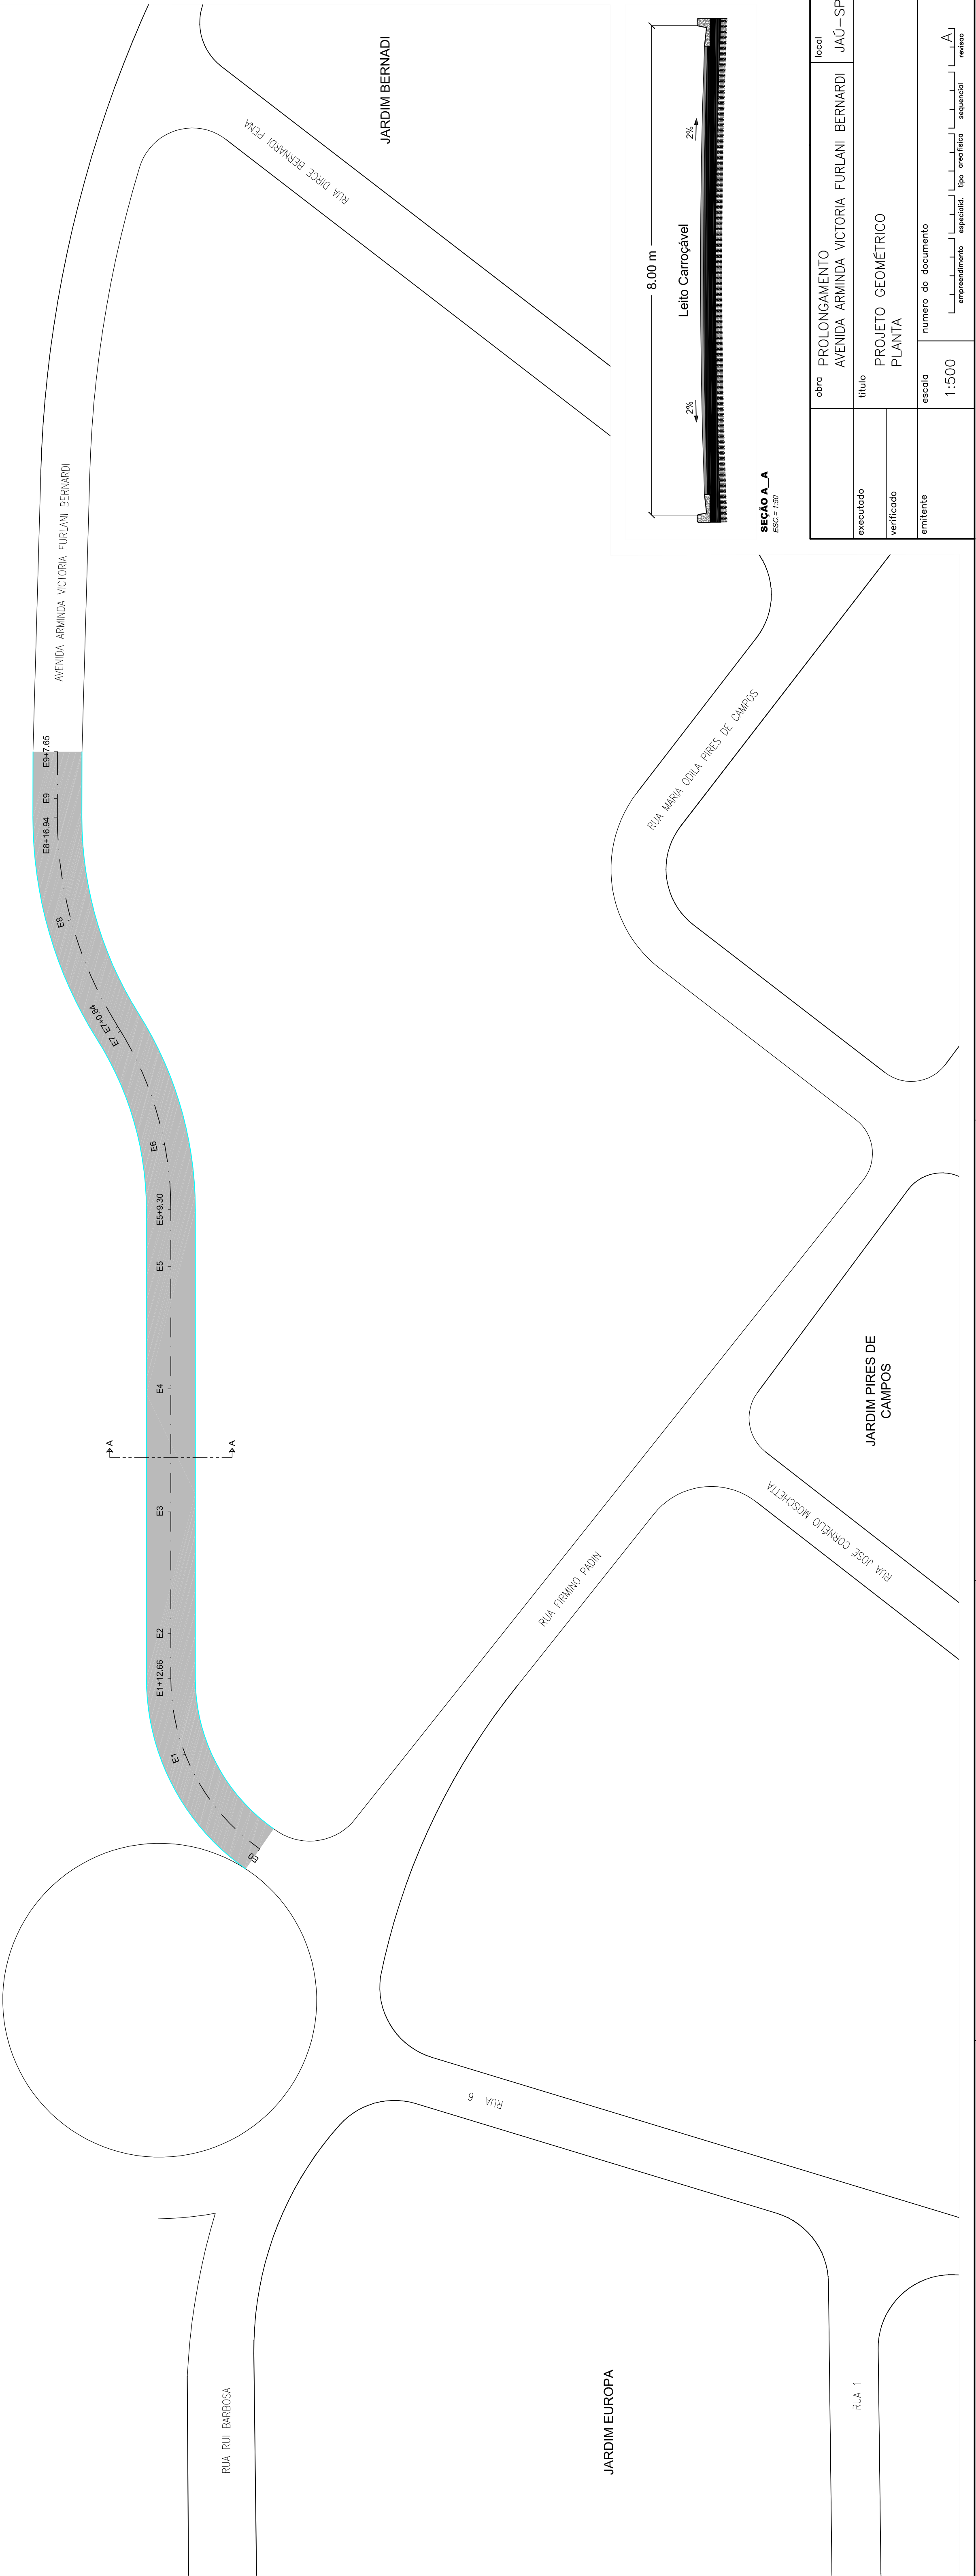 RUA RUI BARBOSA
JARDIM EUROPA
RUA 1
RUA 6
E0
E1
E1+12.66
E2
E3
A
A
E4
E5
E5+9.30
E6
E7
E7+0.84
E8
E8+16.94
E9
E9+7.65
AVENIDA ARMINDA VICTORIA FURLANI BERNARDI
RUA DIRCE BERNARDI PENA
JARDIM BERNADI
RUA FIRMINO PADIN
RUA JOSÉ CORNÉLIO MOSCHETTA
JARDIM PIRES DE
CAMPOS
RUA MARIA ODILA PIRES DE CAMPOS
8.00 m
Leito Carroçável
2%
2%
SEÇÃO A__A
ESC.= 1:50
obra
PROLONGAMENTO
AVENIDA ARMINDA VICTORIA FURLANI BERNARDI
local
JAÚ-SP
executado
verificado
titulo
PROJETO GEOMÉTRICO
PLANTA
emitente
escala
1:500
numero do documento
A
empreendimento especialid. tipo area fisica sequencial revisao